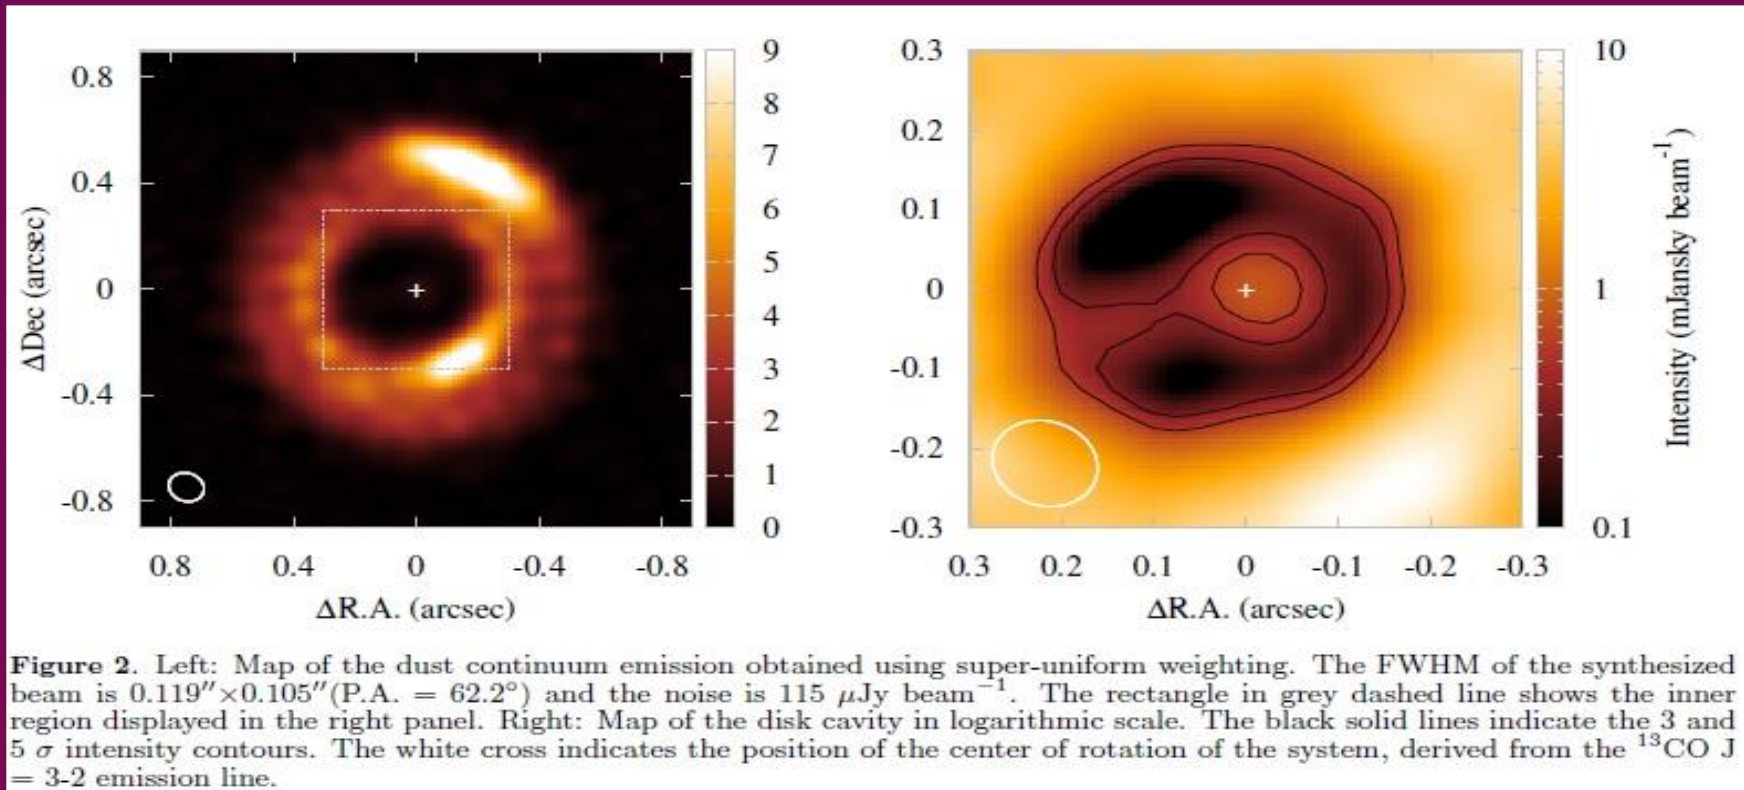 0.8
0.4
0
-0.4
-0.8
ΔDec (arcsec)
0.8 0.4 0 -0.4 -0.8
ΔR.A. (arcsec)
9
8
7
6
5
4
3
2
1
0
0.3
0.2
0.1
0
-0.1
-0.2
-0.3
0.3 0.2 0.1 0 -0.1 -0.2 -0.3
ΔR.A. (arcsec)
10
1
0.1
Intensity (mJansky beam⁻¹)
Figure 2. Left: Map of the dust continuum emission obtained using super-uniform weighting. The FWHM of the synthesized
beam is 0.119″×0.105″(P.A. = 62.2°) and the noise is 115 μJy beam⁻¹. The rectangle in grey dashed line shows the inner
region displayed in the right panel. Right: Map of the disk cavity in logarithmic scale. The black solid lines indicate the 3 and
5 σ intensity contours. The white cross indicates the position of the center of rotation of the system, derived from the ¹³CO J
= 3-2 emission line.